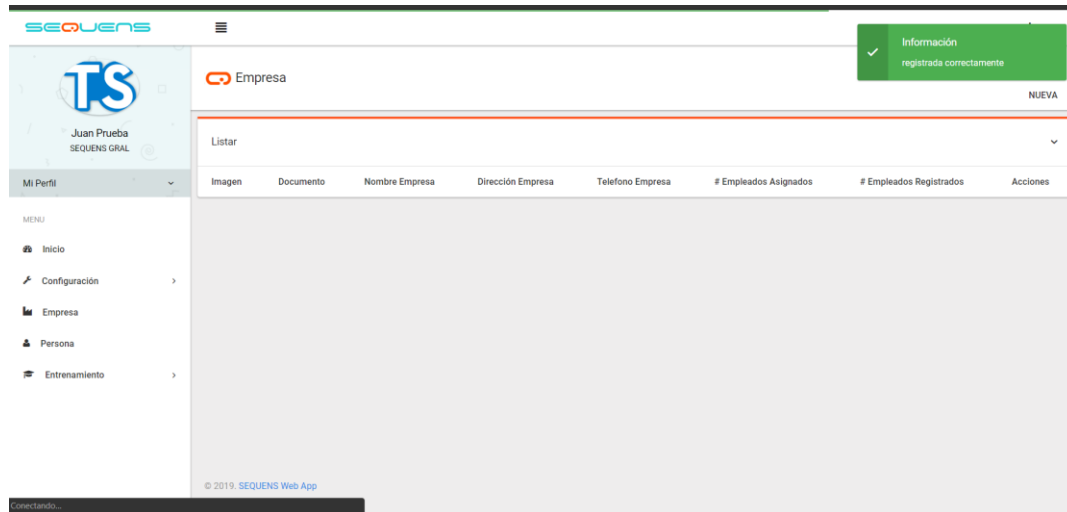 SEQUENS
Información
registrada correctamente
Empresa
NUEVA
TS
Juan Prueba
SEQUENS GRAL
Mi Perfil
Listar
Imagen Documento Nombre Empresa Dirección Empresa Telefono Empresa # Empleados Asignados # Empleados Registrados Acciones
MENU
Inicio
Configuración
Empresa
Persona
Entrenamiento
© 2019. SEQUENS Web App
Conectando...